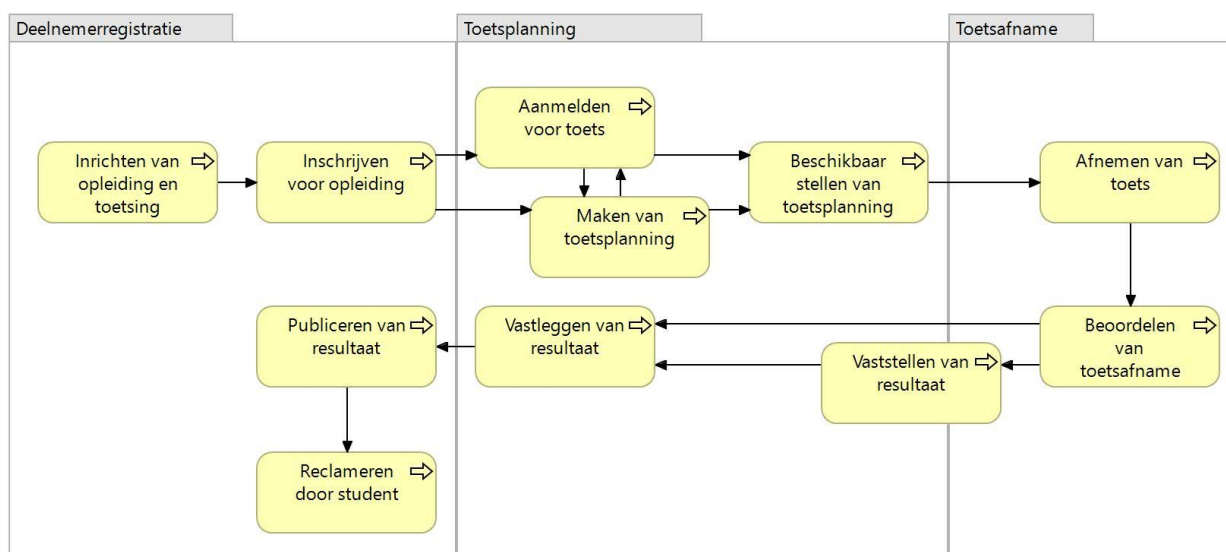 Deelnemerregistratie
Toetsplanning
Toetsafname
Aanmelden
voor toets
Inrichten van
opleiding en
toetsing
Inschrijven
voor opleiding
Beschikbaar
stellen van
toetsplanning
Afnemen van
toets
Maken van
toetsplanning
Publiceren van
resultaat
Vastleggen van
resultaat
Vaststellen van
resultaat
Beoordelen
van
toetsafname
Reclameren
door student